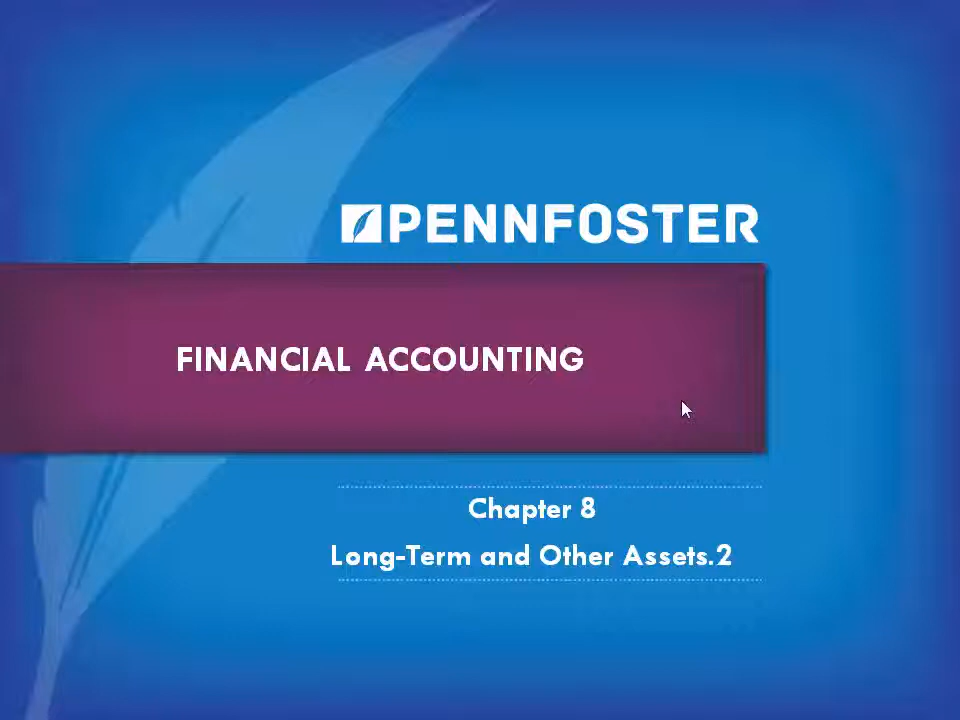 PENNFOSTER
FINANCIAL ACCOUNTING
Chapter 8
Long-Term and Other Assets.2